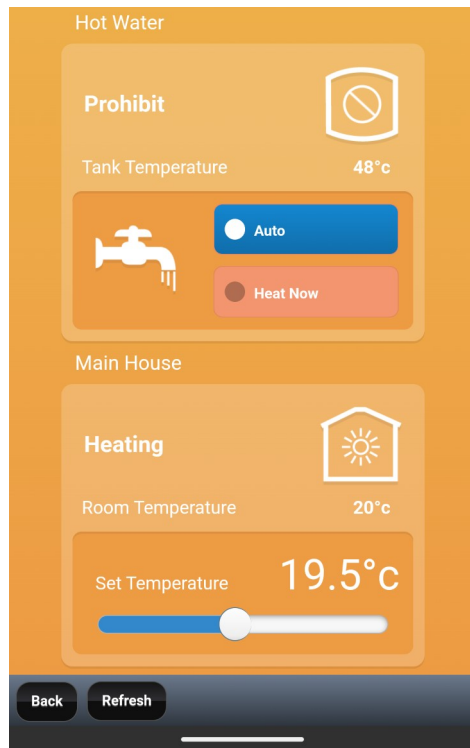 Hot Water
Prohibit
Tank Temperature 48°c
Auto
Heat Now
Main House
Heating
Room Temperature 20°c
Set Temperature 19.5°c
Back Refresh